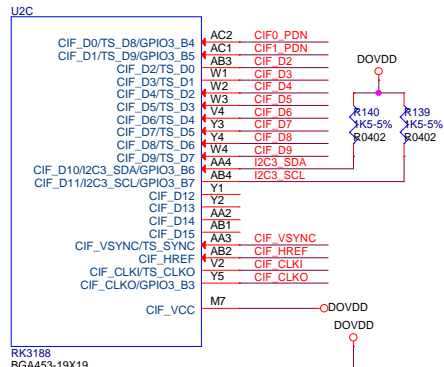 U2C
CIF_D0/TS_D8/GPIO3_B4 AC2 CIF0_PDN
CIF_D1/TS_D9/GPIO3_B5 AC1 CIF1_PDN
CIF_D2/TS_D0 AB3 CIF_D2
CIF_D3/TS_D1 W1 CIF_D3
CIF_D4/TS_D2 W2 CIF_D4
CIF_D5/TS_D3 W3 CIF_D5
CIF_D6/TS_D4 V4 CIF_D6
CIF_D7/TS_D5 Y3 CIF_D7
CIF_D8/TS_D6 Y4 CIF_D8
CIF_D9/TS_D7 W4 CIF_D9
CIF_D10/I2C3_SDA/GPIO3_B6 AA4 I2C3_SDA
CIF_D11/I2C3_SCL/GPIO3_B7 AB4 I2C3_SCL
CIF_D12 Y1
CIF_D13 Y2
CIF_D14 AA2
CIF_D15 AB1
CIF_VSYNC/TS_SYNC AA3 CIF_VSYNC
CIF_HREF AB2 CIF_HREF
CIF_CLKI/TS_CLKO V2 CIF_CLKI
CIF_CLKO/GPIO3_B3 Y5 CIF_CLKO
CIF_VCC M7 DOVDD
DOVDD
R140 R139
1K5-5% 1K5-5%
R0402 R0402
DOVDD
RK3188
BGA453-19X19